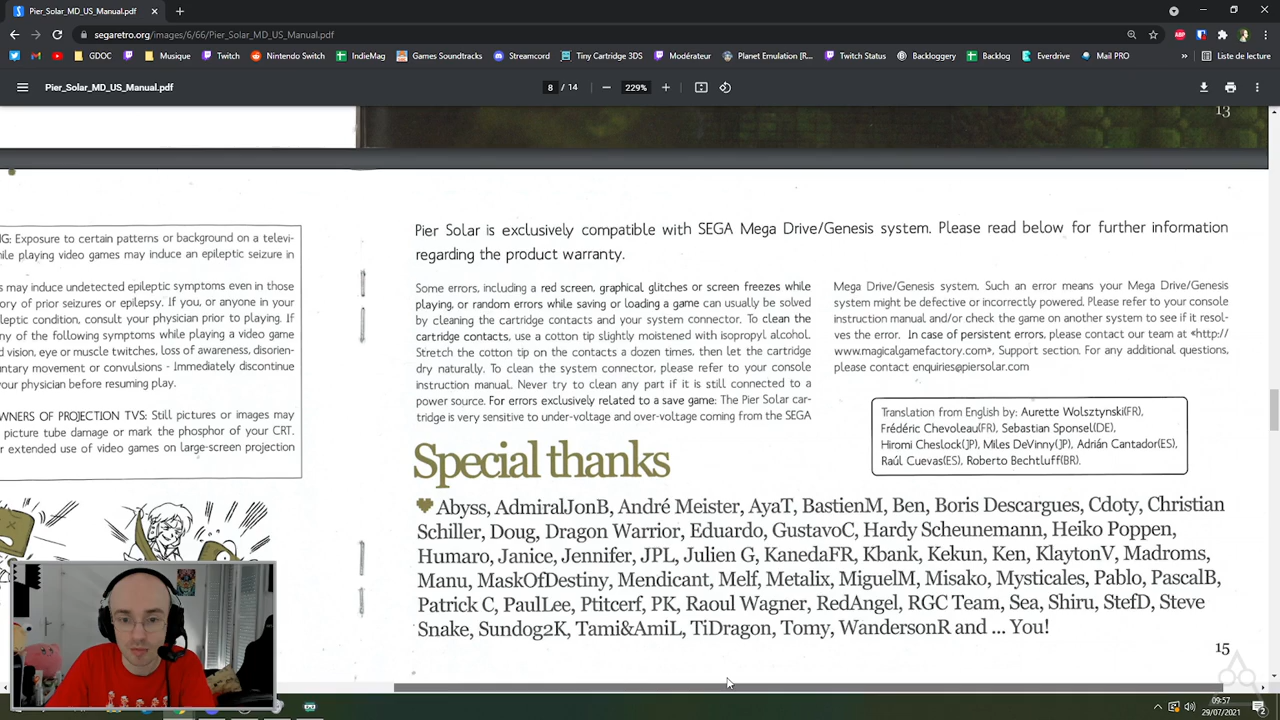 Pier_Solar_MD_US_Manual.pdf
segaretro.org/images/6/66/Pier_Solar_MD_US_Manual.pdf
ABP
GDOC Musique Twitch Nintendo Switch IndieMag Games Soundtracks Streamcord Tiny Cartridge 3DS Modérateur Planet Emulation [R... Twitch Status Backloggery Backlog Everdrive Mail PRO » Liste de lecture
Pier_Solar_MD_US_Manual.pdf 8 / 14 229%
13
NG: Exposure to certain patterns or background on a televi-
hile playing video games may induce an epileptic seizure in
s may induce undetected epileptic symptoms even in those
ory of prior seizures or epilepsy. If you, or anyone in your
leptic condition, consult your physician prior to playing. If
ny of the following symptoms while playing a video game
d vision, eye or muscle twitches, loss of awareness, disorien-
untary movement or convulsions - Immediately discontinue
your physician before resuming play.
WNERS OF PROJECTION TVS: Still pictures or images may
picture tube damage or mark the phosphor of your CRT.
r extended use of video games on large-screen projection
Pier Solar is exclusively compatible with SEGA Mega Drive/Genesis system. Please read below for further information
regarding the product warranty.
Some errors, including a red screen, graphical glitches or screen freezes while
playing, or random errors while saving or loading a game can usually be solved
by cleaning the cartridge contacts and your system connector. To clean the
cartridge contacts, use a cotton tip slightly moistened with isopropyl alcohol.
Stretch the cotton tip on the contacts a dozen times, then let the cartridge
dry naturally. To clean the system connector, please refer to your console
instruction manual. Never try to clean any part if it is still connected to a
power source. For errors exclusively related to a save game: The Pier Solar car-
tridge is very sensitive to under-voltage and over-voltage coming from the SEGA
Mega Drive/Genesis system. Such an error means your Mega Drive/Genesis
system might be defective or incorrectly powered. Please refer to your console
instruction manual and/or check the game on another system to see if it resol-
ves the error. In case of persistent errors, please contact our team at <http://
www.magicalgamefactory.com>, Support section. For any additional questions,
please contact enquiries@piersolar.com
Translation from English by: Aurette Wolsztynski(FR),
Frédéric Chevoleau(FR), Sebastian Sponsel(DE),
Hiromi Cheslock(JP), Miles DeVinny(JP), Adrián Cantador(ES),
Raúl Cuevas(ES), Roberto Bechtluff(BR).
Special thanks
Abyss, AdmiralJonB, André Meister, AyaT, BastienM, Ben, Boris Descargues, Cdoty, Christian
Schiller, Doug, Dragon Warrior, Eduardo, GustavoC, Hardy Scheunemann, Heiko Poppen,
Humaro, Janice, Jennifer, JPL, Julien G, KanedaFR, Kbank, Kekun, Ken, KlaytonV, Madroms,
Manu, MaskOfDestiny, Mendicant, Melf, Metalix, MiguelM, Misako, Mysticales, Pablo, PascalB,
Patrick C, PaulLee, Ptitcerf, PK, Raoul Wagner, RedAngel, RGC Team, Sea, Shiru, StefD, Steve
Snake, Sundog2K, Tami&AmiL, TiDragon, Tomy, WandersonR and ... You!
15
09:57
29/07/2021
2